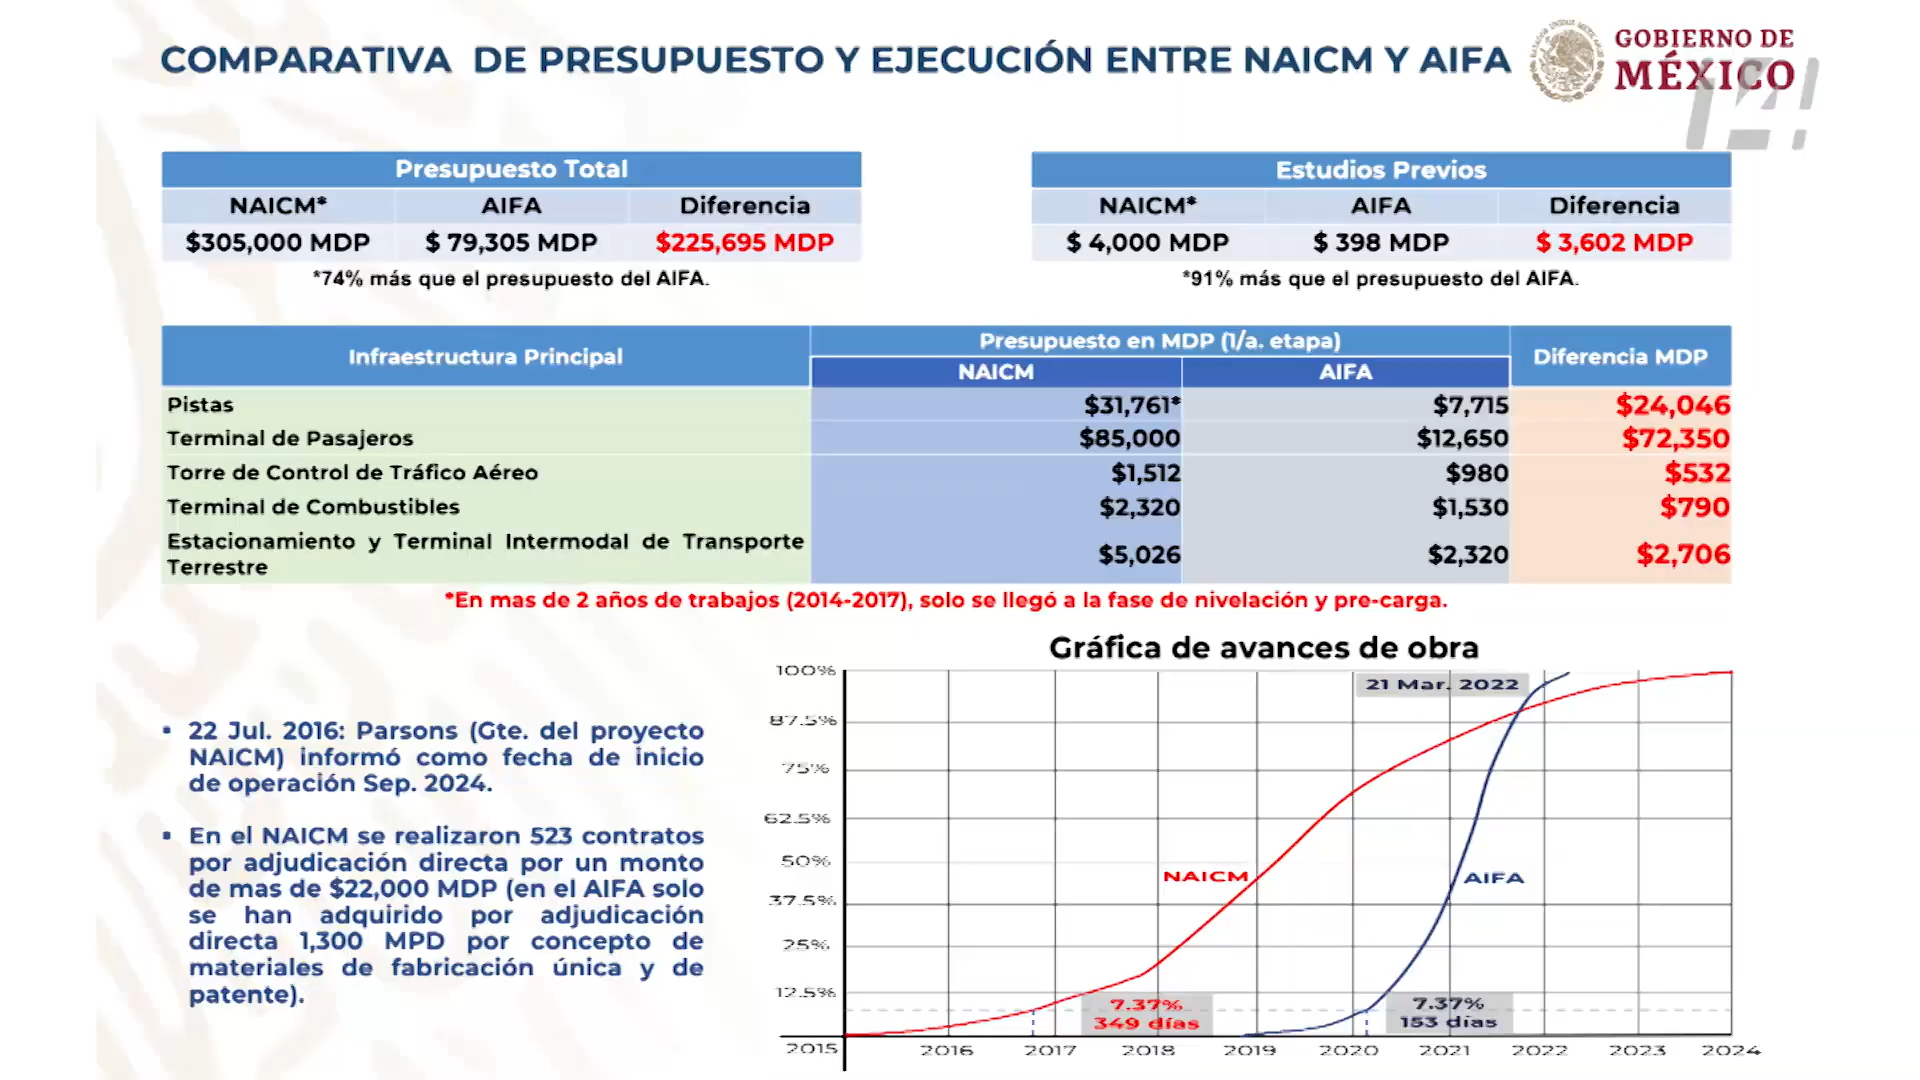 COMPARATIVA DE PRESUPUESTO Y EJECUCIÓN ENTRE NAICM Y AIFA
GOBIERNO DE
MÉXICO
14!
Presupuesto Total
NAICM* AIFA Diferencia
$305,000 MDP $ 79,305 MDP $225,695 MDP
*74% más que el presupuesto del AIFA.
Estudios Previos
NAICM* AIFA Diferencia
$ 4,000 MDP $ 398 MDP $ 3,602 MDP
*91% más que el presupuesto del AIFA.
Infraestructura Principal Presupuesto en MDP (1/a. etapa) Diferencia MDP
NAICM AIFA
Pistas $31,761* $7,715 $24,046
Terminal de Pasajeros $85,000 $12,650 $72,350
Torre de Control de Tráfico Aéreo $1,512 $980 $532
Terminal de Combustibles $2,320 $1,530 $790
Estacionamiento y Terminal Intermodal de Transporte
Terrestre $5,026 $2,320 $2,706
*En mas de 2 años de trabajos (2014-2017), solo se llegó a la fase de nivelación y pre-carga.
▪ 22 Jul. 2016: Parsons (Gte. del proyecto
NAICM) informó como fecha de inicio
de operación Sep. 2024.
▪ En el NAICM se realizaron 523 contratos
por adjudicación directa por un monto
de mas de $22,000 MDP (en el AIFA solo
se han adquirido por adjudicación
directa 1,300 MPD por concepto de
materiales de fabricación única y de
patente).
Gráfica de avances de obra
100%
21 Mar. 2022
87.5%
75%
62.5%
50%
NAICM
AIFA
37.5%
25%
12.5%
7.37%
349 días
7.37%
153 días
2015 2016 2017 2018 2019 2020 2021 2022 2023 2024